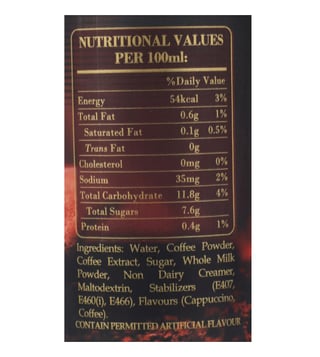 NUTRITIONAL VALUES
PER 100ml:
%Daily Value
Energy 54kcal 3%
Total Fat 0.6g 1%
Saturated Fat 0.1g 0.5%
Trans Fat 0g
Cholesterol 0mg 0%
Sodium 35mg 2%
Total Carbohydrate 11.8g 4%
Total Sugars 7.6g
Protein 0.4g 1%
Ingredients: Water, Coffee Powder,
Coffee Extract, Sugar, Whole Milk
Powder, Non Dairy Creamer,
Maltodextrin, Stabilizers (E407,
E460(i), E466), Flavours (Cappuccino,
Coffee).
CONTAIN PERMITTED ARTIFICIAL FLAVOUR